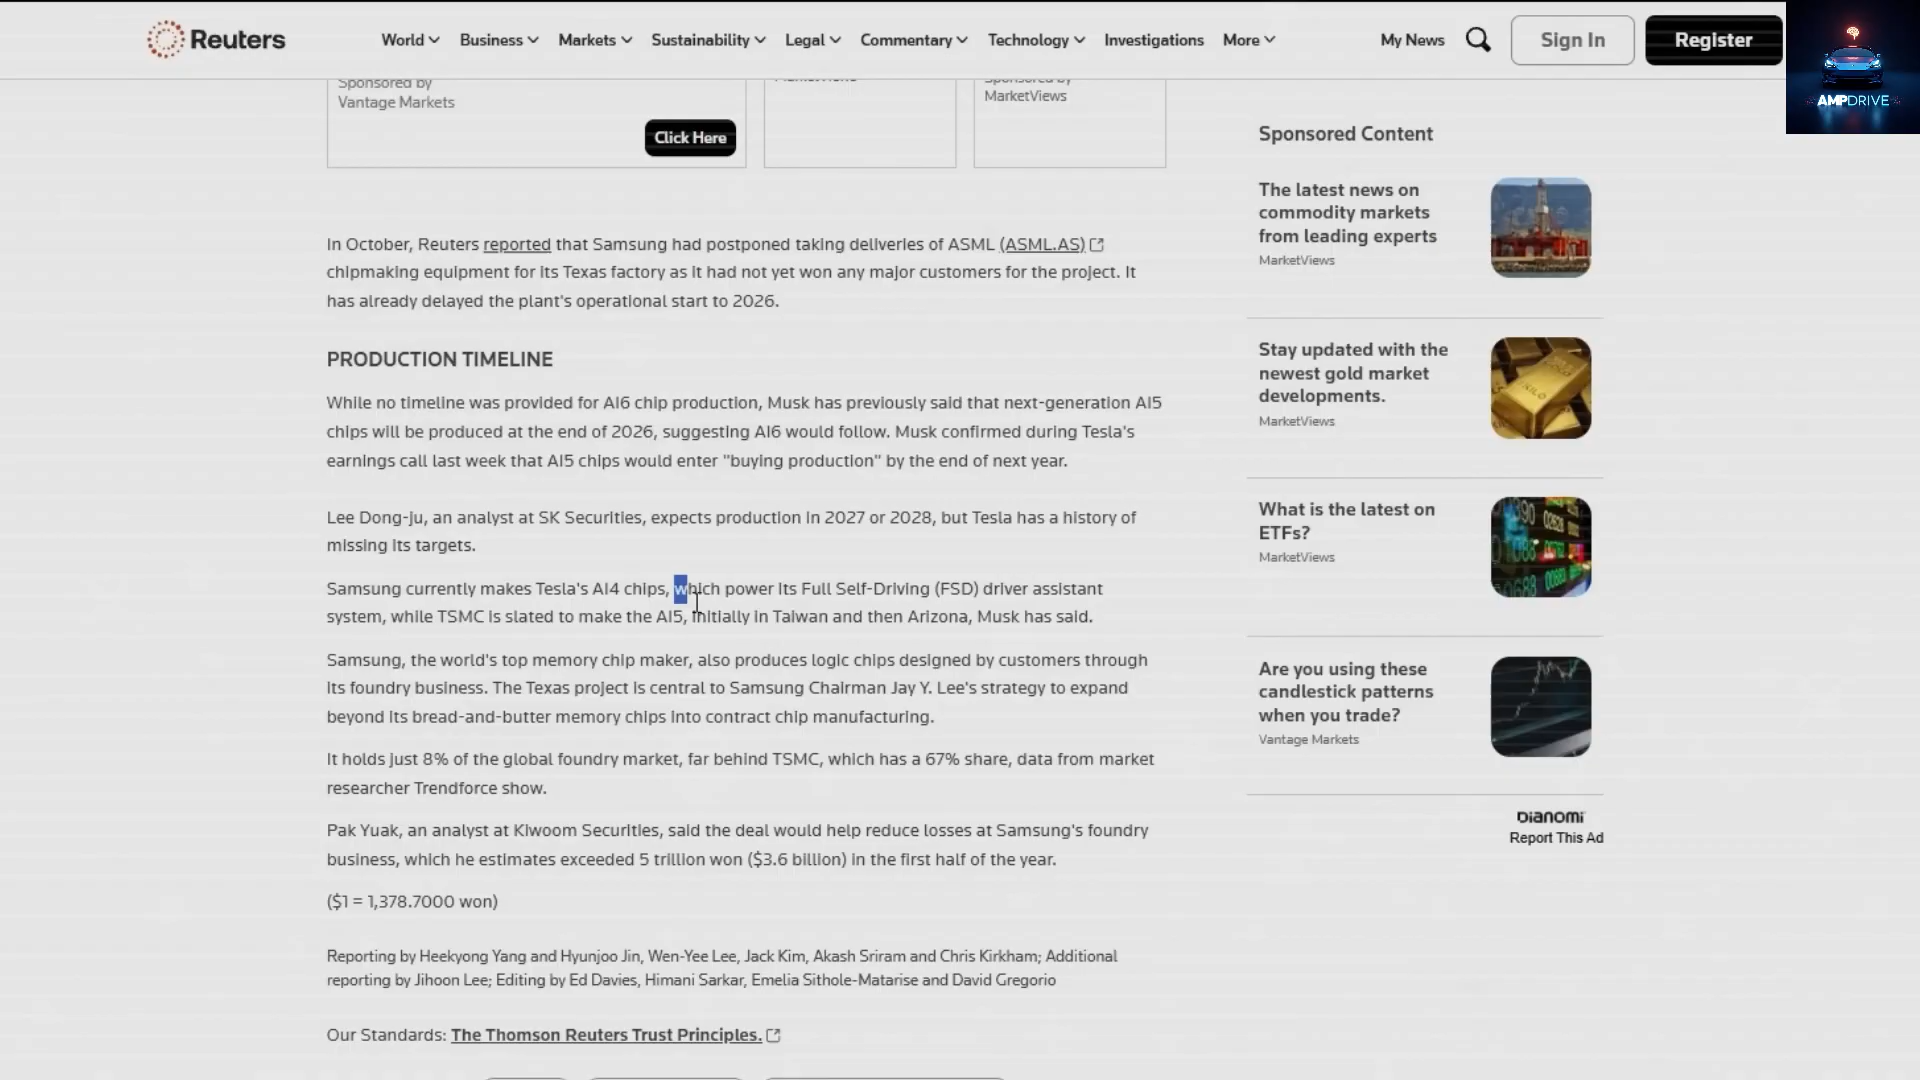 Reuters
World Business Markets Sustainability Legal Commentary Technology Investigations More
My News Sign In Register
AMPDRIVE
Sponsored by
Vantage Markets
Click Here
MarketViews
Sponsored Content
The latest news on
commodity markets
from leading experts
MarketViews
In October, Reuters reported that Samsung had postponed taking deliveries of ASML (ASML.AS)
chipmaking equipment for its Texas factory as it had not yet won any major customers for the project. It
has already delayed the plant's operational start to 2026.
PRODUCTION TIMELINE
While no timeline was provided for AI6 chip production, Musk has previously said that next-generation AI5
chips will be produced at the end of 2026, suggesting AI6 would follow. Musk confirmed during Tesla's
earnings call last week that AI5 chips would enter "buying production" by the end of next year.
Lee Dong-ju, an analyst at SK Securities, expects production in 2027 or 2028, but Tesla has a history of
missing its targets.
Samsung currently makes Tesla's AI4 chips, which power its Full Self-Driving (FSD) driver assistant
system, while TSMC is slated to make the AI5, initially in Taiwan and then Arizona, Musk has said.
Samsung, the world's top memory chip maker, also produces logic chips designed by customers through
its foundry business. The Texas project is central to Samsung Chairman Jay Y. Lee's strategy to expand
beyond its bread-and-butter memory chips into contract chip manufacturing.
It holds just 8% of the global foundry market, far behind TSMC, which has a 67% share, data from market
researcher Trendforce show.
Pak Yuak, an analyst at Kiwoom Securities, said the deal would help reduce losses at Samsung's foundry
business, which he estimates exceeded 5 trillion won ($3.6 billion) in the first half of the year.
($1 = 1,378.7000 won)
Reporting by Heekyong Yang and Hyunjoo Jin, Wen-Yee Lee, Jack Kim, Akash Sriram and Chris Kirkham; Additional
reporting by Jihoon Lee; Editing by Ed Davies, Himani Sarkar, Emelia Sithole-Matarise and David Gregorio
Our Standards: The Thomson Reuters Trust Principles.
Stay updated with the
newest gold market
developments.
MarketViews
What is the latest on
ETFs?
MarketViews
Are you using these
candlestick patterns
when you trade?
Vantage Markets
DIANOMI
Report This Ad